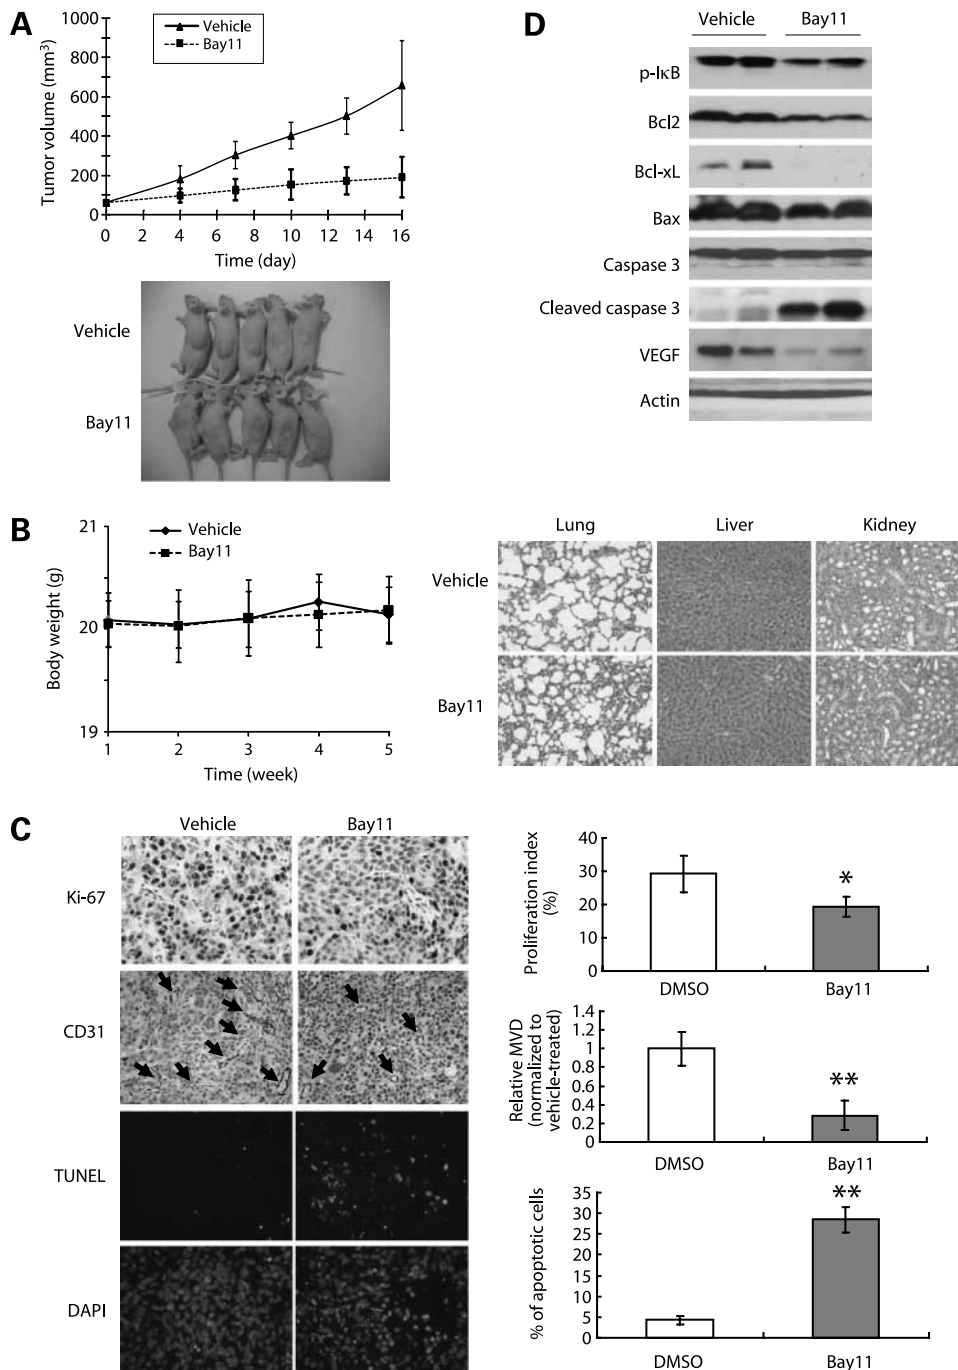 A
Vehicle
Bay11
Tumor volume (mm³)
1000
800
600
400
200
0
0 2 4 6 8 10 12 14 16
Time (day)
Vehicle
Bay11
D
Vehicle Bay11
p-IκB
Bcl2
Bcl-xL
Bax
Caspase 3
Cleaved caspase 3
VEGF
Actin
B
Vehicle
Bay11
Body weight (g)
21
20
19
1 2 3 4 5
Time (week)
Lung Liver Kidney
Vehicle
Bay11
C
Vehicle Bay11
Ki-67
CD31
TUNEL
DAPI
Proliferation index
(%)
40
30
20
10
0
*
DMSO Bay11
Relative MVD
(normalized to
vehicle-treated)
1.4
1.2
1
0.8
0.6
0.4
0.2
0
**
DMSO Bay11
% of apoptotic cells
35
30
25
20
15
10
5
0
**
DMSO Bay11